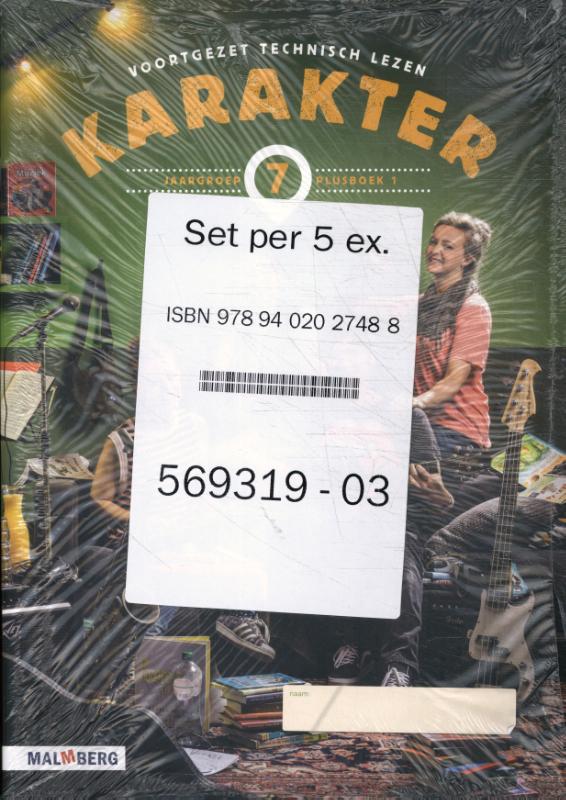 VOORTGEZET TECHNISCH LEZEN
KARAKTER
JAARGROEP 7 PLUSBOEK 1
Muziek
Set per 5 ex.
ISBN 978 94 020 2748 8
569319 - 03
naam:
MALMBERG